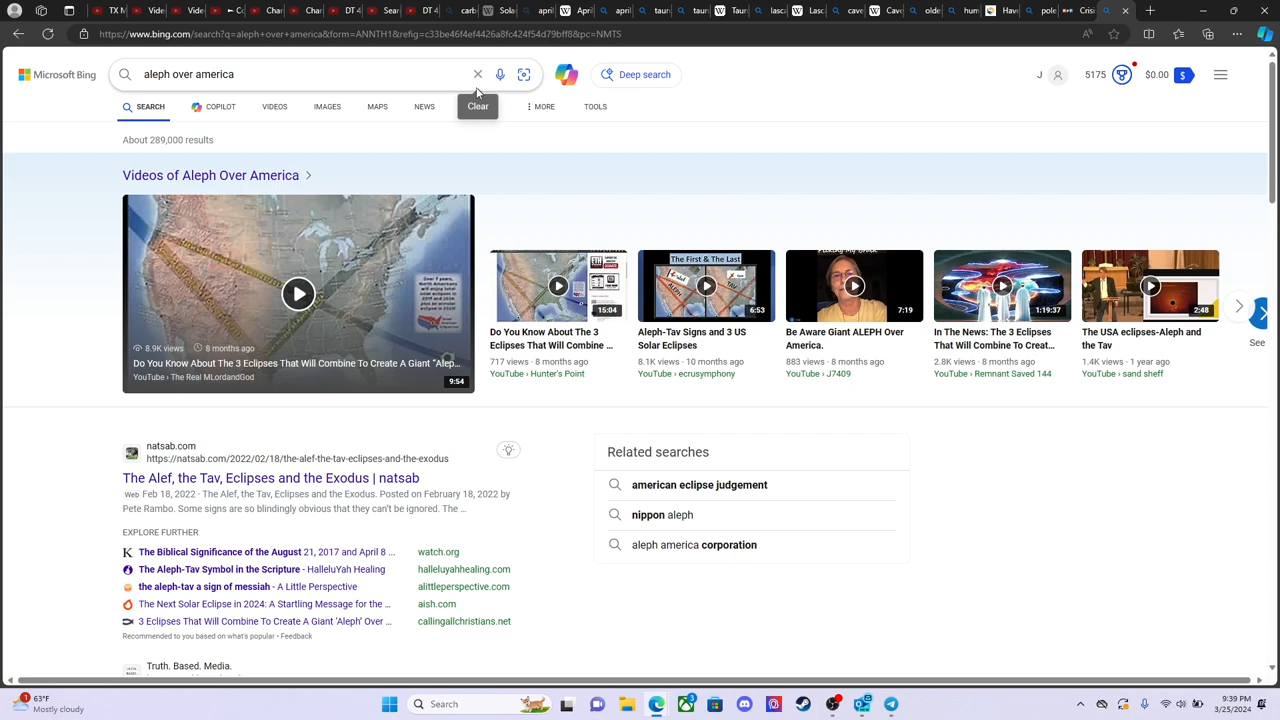 https://www.bing.com/search?q=aleph+over+america&form=ANNTH1&refig=c33be46f4ef4426a8fc424f54d79bff8&pc=NMTS
Microsoft Bing
aleph over america
Deep search
J
5175
$0.00
Clear
SEARCH
COPILOT
VIDEOS
IMAGES
MAPS
NEWS
MORE
TOOLS
About 289,000 results
Videos of Aleph Over America
8.9K views 8 months ago
Do You Know About The 3 Eclipses That Will Combine To Create A Giant "Alep...
YouTube › The Real MLordandGod
9:54
15:04
Do You Know About The 3
Eclipses That Will Combine ...
717 views · 8 months ago
YouTube › Hunter's Point
The First & The Last
6:53
Aleph-Tav Signs and 3 US
Solar Eclipses
8.1K views · 10 months ago
YouTube › ecrusymphony
7:19
Be Aware Giant ALEPH Over
America.
883 views · 8 months ago
YouTube › J7409
1:19:37
In The News: The 3 Eclipses
That Will Combine To Creat...
2.8K views · 8 months ago
YouTube › Remnant Saved 144
2:48
The USA eclipses-Aleph and
the Tav
1.4K views · 1 year ago
YouTube › sand sheff
See
natsab.com
https://natsab.com/2022/02/18/the-alef-the-tav-eclipses-and-the-exodus
The Alef, the Tav, Eclipses and the Exodus | natsab
Web Feb 18, 2022 · The Alef, the Tav, Eclipses and the Exodus. Posted on February 18, 2022 by
Pete Rambo. Some signs are so blindingly obvious that they can't be ignored. The ...
EXPLORE FURTHER
The Biblical Significance of the August 21, 2017 and April 8 ... watch.org
The Aleph-Tav Symbol in the Scripture - HalleluYah Healing halleluyahhealing.com
the aleph-tav a sign of messiah - A Little Perspective alittleperspective.com
The Next Solar Eclipse in 2024: A Startling Message for the ... aish.com
3 Eclipses That Will Combine To Create A Giant 'Aleph' Over ... callingallchristians.net
Recommended to you based on what's popular • Feedback
Truth. Based. Media.
Related searches
american eclipse judgement
nippon aleph
aleph america corporation
1
63°F
Mostly cloudy
Search
3
9:39 PM
3/25/2024